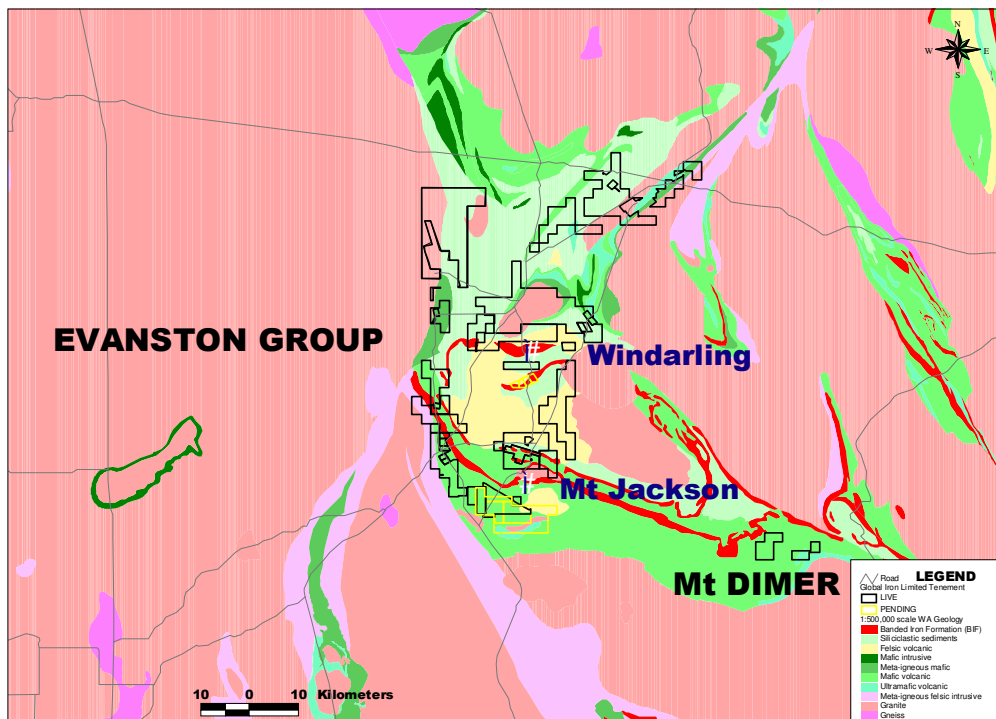 N
W E
S
EVANSTON GROUP
Windarling
Mt Jackson
Mt DIMER
10 0 10 Kilometers
LEGEND
Road
Global Iron Limited Tenement
LIVE
PENDING
1:500,000 scale WA Geology
Banded Iron Formation (BIF)
Siliciclastic sediments
Felsic volcanic
Mafic intrusive
Meta-igneous mafic
Mafic volcanic
Ultramafic volcanic
Meta-igneous felsic intrusive
Granite
Gneiss